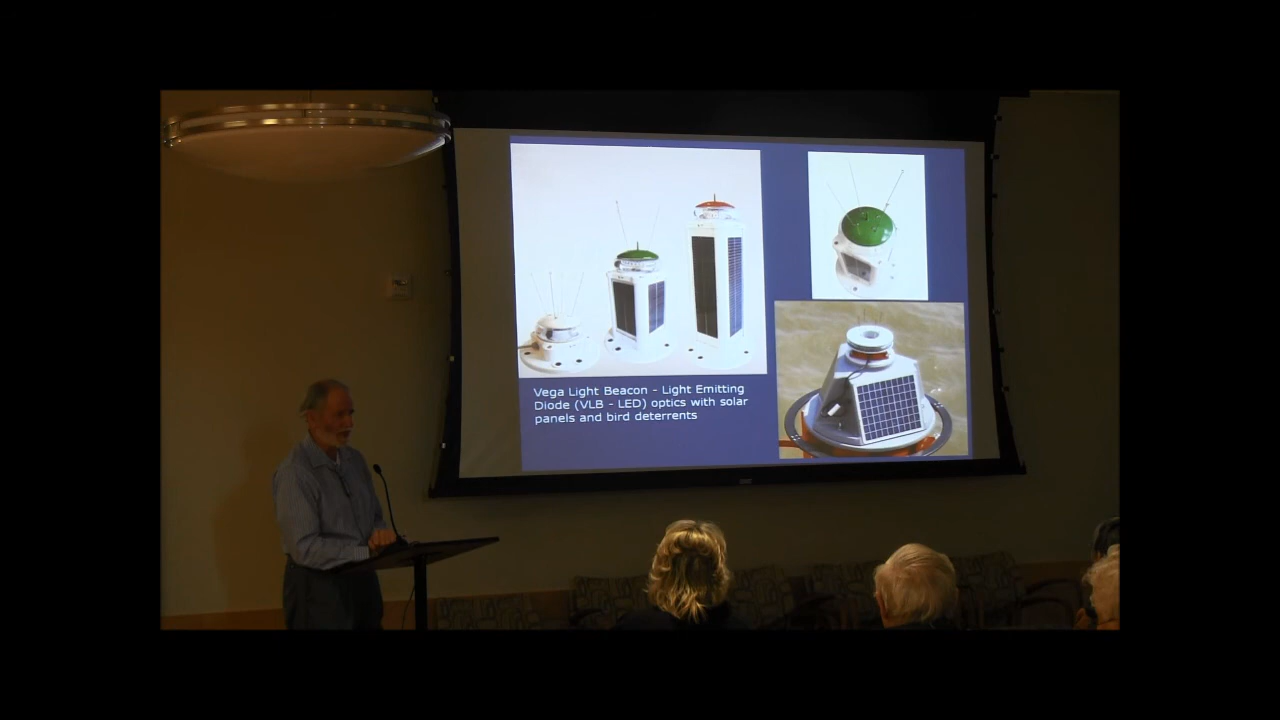 Vega Light Beacon - Light Emitting
Diode (VLB - LED) optics with solar
panels and bird deterrents